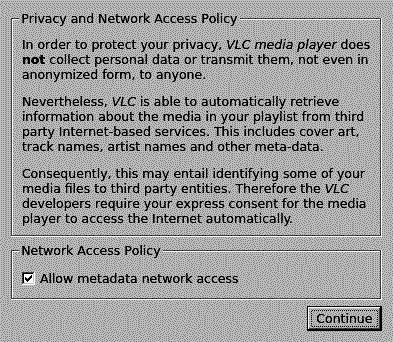 Privacy and Network Access Policy
In order to protect your privacy, VLC media player does
not collect personal data or transmit them, not even in
anonymized form, to anyone.
Nevertheless, VLC is able to automatically retrieve
information about the media in your playlist from third
party Internet-based services. This includes cover art,
track names, artist names and other meta-data.
Consequently, this may entail identifying some of your
media files to third party entities. Therefore the VLC
developers require your express consent for the media
player to access the Internet automatically.
Network Access Policy
Allow metadata network access
Continue